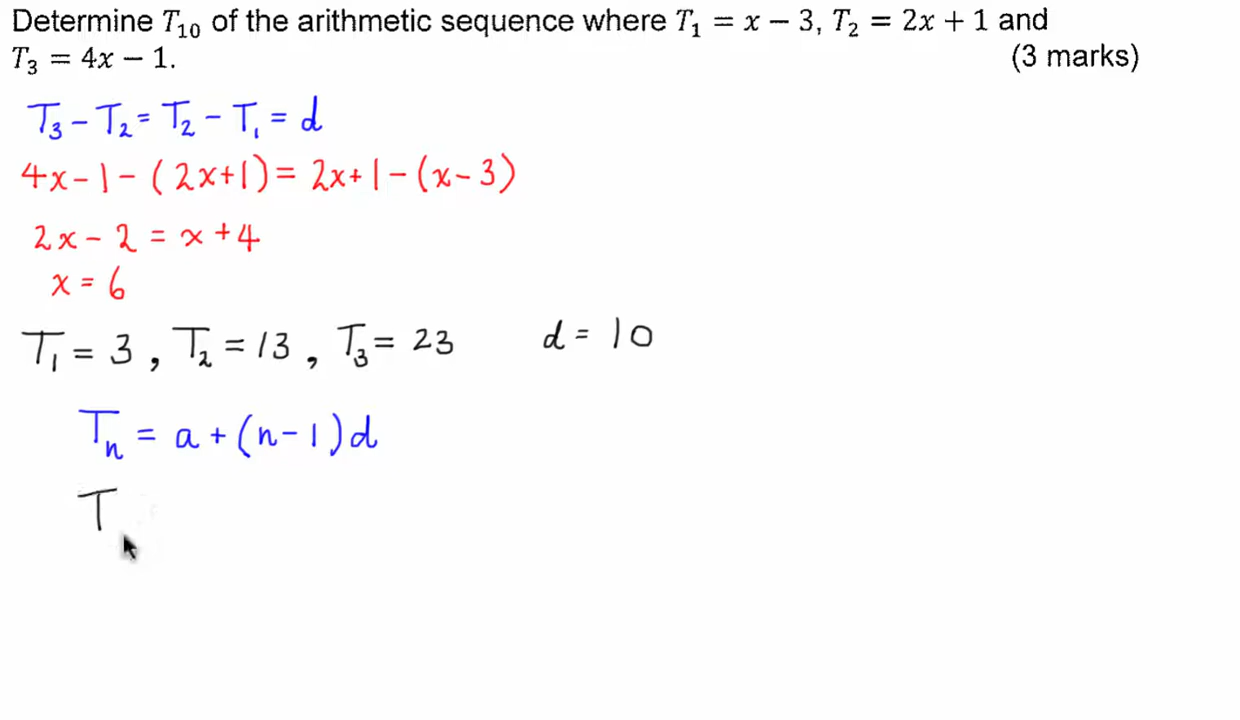 Determine T₁₀ of the arithmetic sequence where T₁ = x − 3, T₂ = 2x + 1 and
T₃ = 4x − 1. (3 marks)
T₃ − T₂ = T₂ − T₁ = d
4x − 1 − (2x+1) = 2x+1 − (x−3)
2x − 2 = x + 4
x = 6
T₁ = 3, T₂ = 13, T₃ = 23 d = 10
Tₙ = a + (n−1)d
T